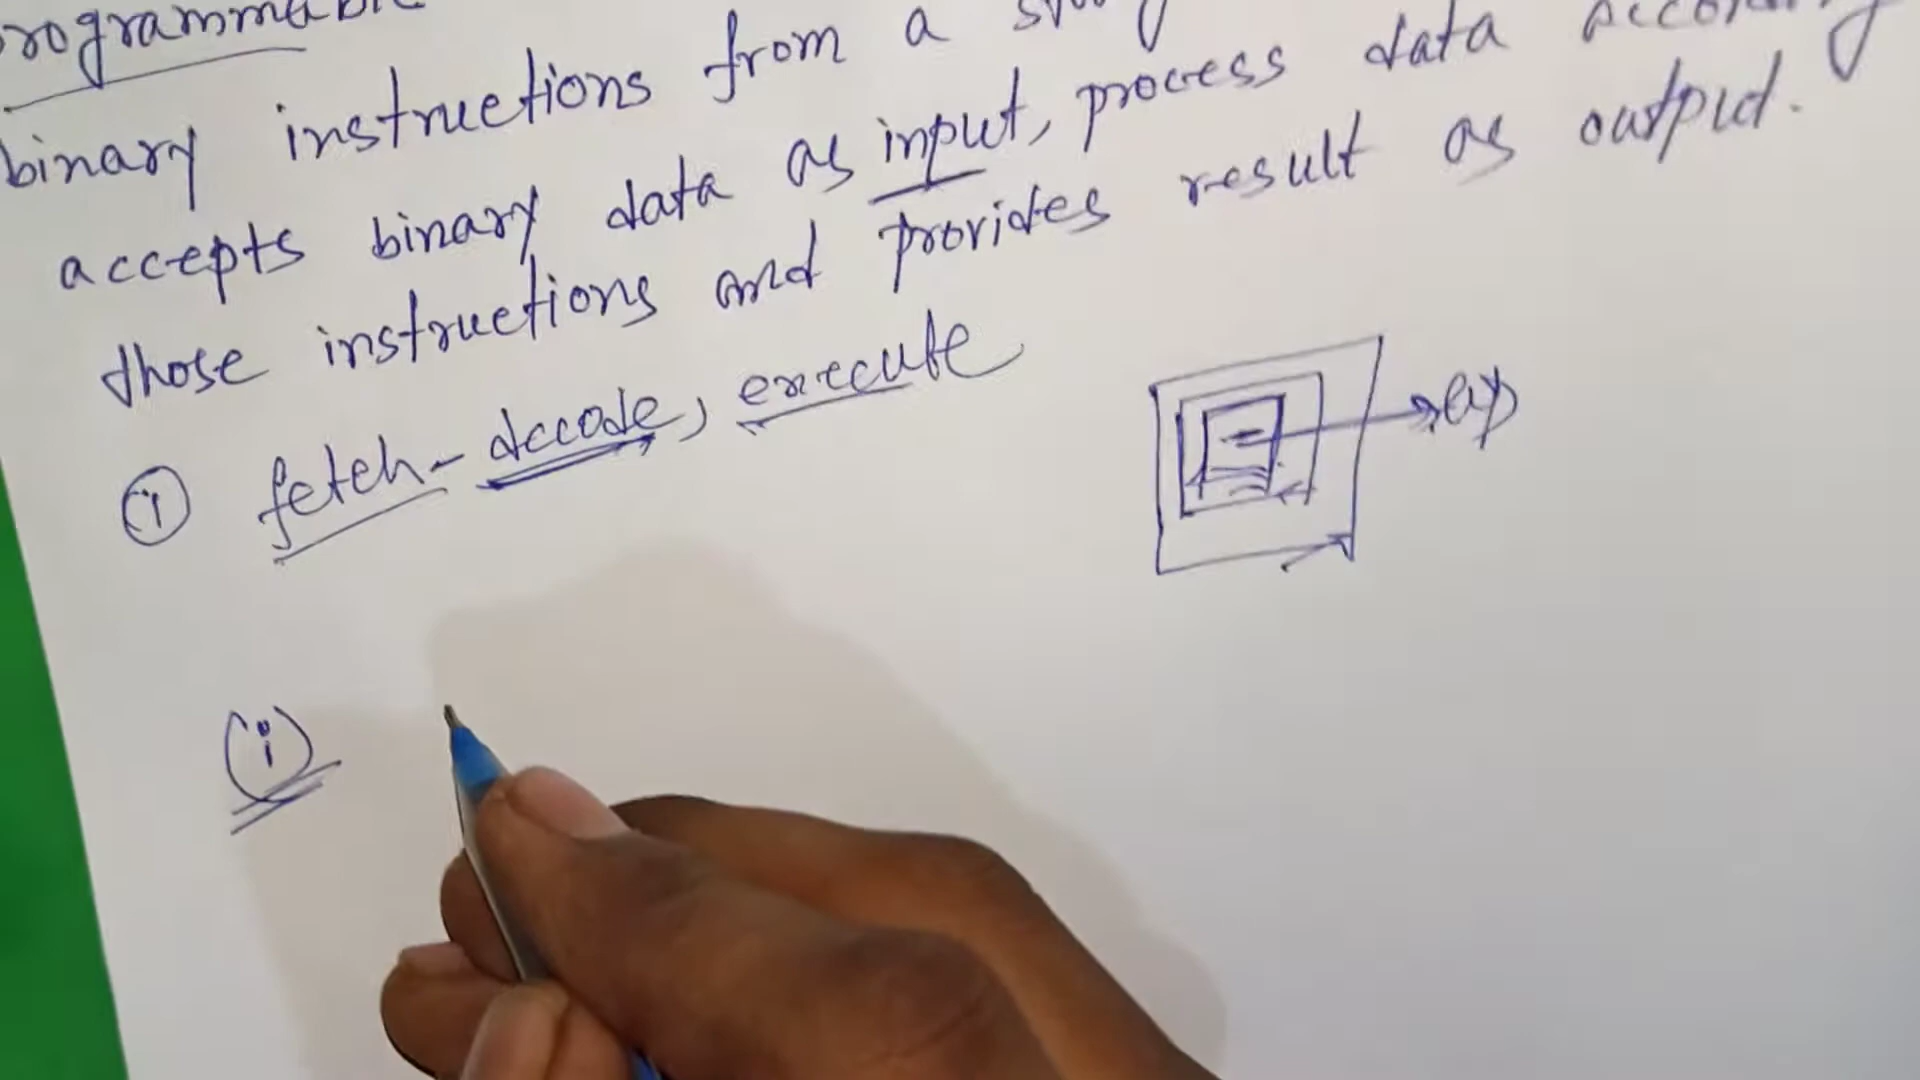 binary instructions from a
accepts binary data as input, process data
those instructions and provides result as output.
① fetch - decode, execute
(i)